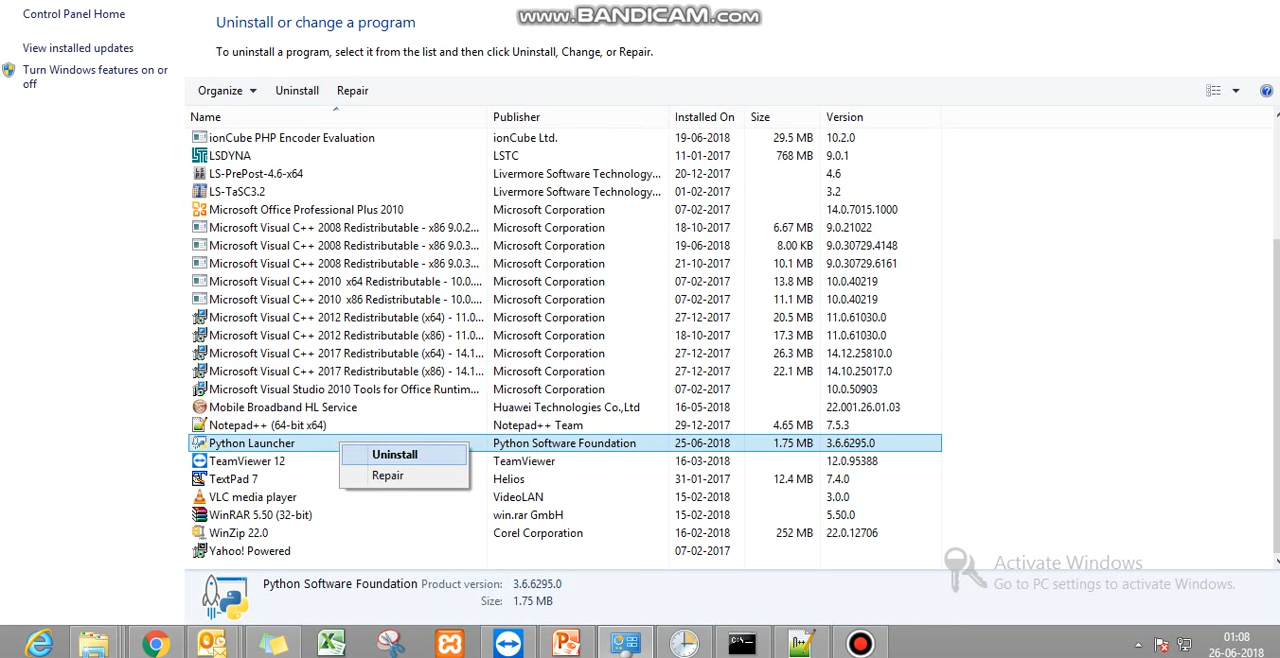 Control Panel Home
Uninstall or change a program
www.BANDICAM.com
View installed updates
To uninstall a program, select it from the list and then click Uninstall, Change, or Repair.
Turn Windows features on or
off
Organize Uninstall Repair
Name Publisher Installed On Size Version
ionCube PHP Encoder Evaluation ionCube Ltd. 19-06-2018 29.5 MB 10.2.0
LSDYNA LSTC 11-01-2017 768 MB 9.0.1
LS-PrePost-4.6-x64 Livermore Software Technology... 20-12-2017 4.6
LS-TaSC3.2 Livermore Software Technology... 01-02-2017 3.2
Microsoft Office Professional Plus 2010 Microsoft Corporation 07-02-2017 14.0.7015.1000
Microsoft Visual C++ 2008 Redistributable - x86 9.0.2... Microsoft Corporation 18-10-2017 6.67 MB 9.0.21022
Microsoft Visual C++ 2008 Redistributable - x86 9.0.3... Microsoft Corporation 19-06-2018 8.00 KB 9.0.30729.4148
Microsoft Visual C++ 2008 Redistributable - x86 9.0.3... Microsoft Corporation 21-10-2017 10.1 MB 9.0.30729.6161
Microsoft Visual C++ 2010 x64 Redistributable - 10.0.... Microsoft Corporation 07-02-2017 13.8 MB 10.0.40219
Microsoft Visual C++ 2010 x86 Redistributable - 10.0.... Microsoft Corporation 07-02-2017 11.1 MB 10.0.40219
Microsoft Visual C++ 2012 Redistributable (x64) - 11.0... Microsoft Corporation 27-12-2017 20.5 MB 11.0.61030.0
Microsoft Visual C++ 2012 Redistributable (x86) - 11.0... Microsoft Corporation 18-10-2017 17.3 MB 11.0.61030.0
Microsoft Visual C++ 2017 Redistributable (x64) - 14.1... Microsoft Corporation 27-12-2017 26.3 MB 14.12.25810.0
Microsoft Visual C++ 2017 Redistributable (x86) - 14.1... Microsoft Corporation 27-12-2017 22.1 MB 14.10.25017.0
Microsoft Visual Studio 2010 Tools for Office Runtim... Microsoft Corporation 07-02-2017 10.0.50903
Mobile Broadband HL Service Huawei Technologies Co.,Ltd 16-05-2018 22.001.26.01.03
Notepad++ (64-bit x64) Notepad++ Team 29-12-2017 4.65 MB 7.5.3
Python Launcher Python Software Foundation 25-06-2018 1.75 MB 3.6.6295.0
Uninstall
Repair
TeamViewer 12 TeamViewer 16-03-2018 12.0.95388
TextPad 7 Helios 31-01-2017 12.4 MB 7.4.0
VLC media player VideoLAN 15-02-2018 3.0.0
WinRAR 5.50 (32-bit) win.rar GmbH 15-02-2018 5.50.0
WinZip 22.0 Corel Corporation 16-02-2018 252 MB 22.0.12706
Yahoo! Powered 07-02-2017
Activate Windows
Go to PC settings to activate Windows.
Python Software Foundation Product version: 3.6.6295.0
Size: 1.75 MB
01:08
26-06-2018